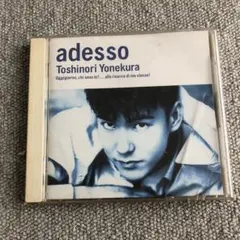 adesso
Toshinori Yonekura
Oggigiorno, chi sono io?....alla ricerca di me stesso!